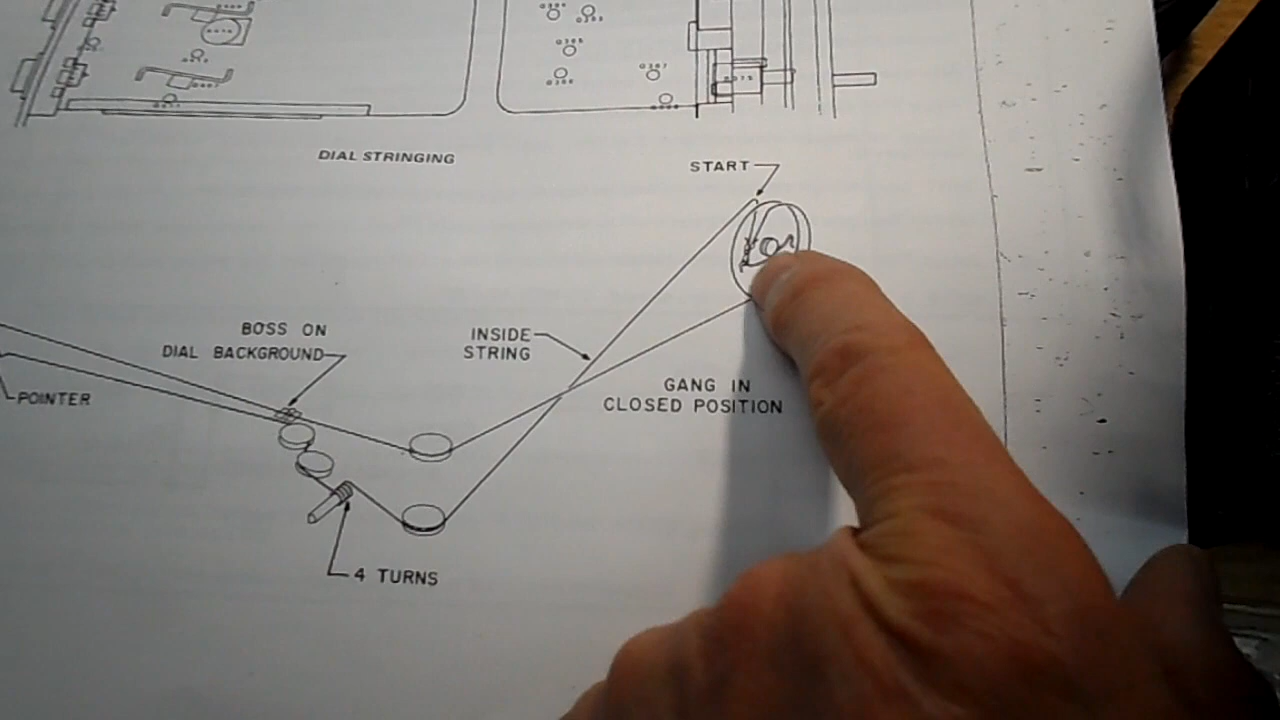 DIAL STRINGING
START
BOSS ON
DIAL BACKGROUND
INSIDE
STRING
POINTER
GANG IN
CLOSED POSITION
4 TURNS